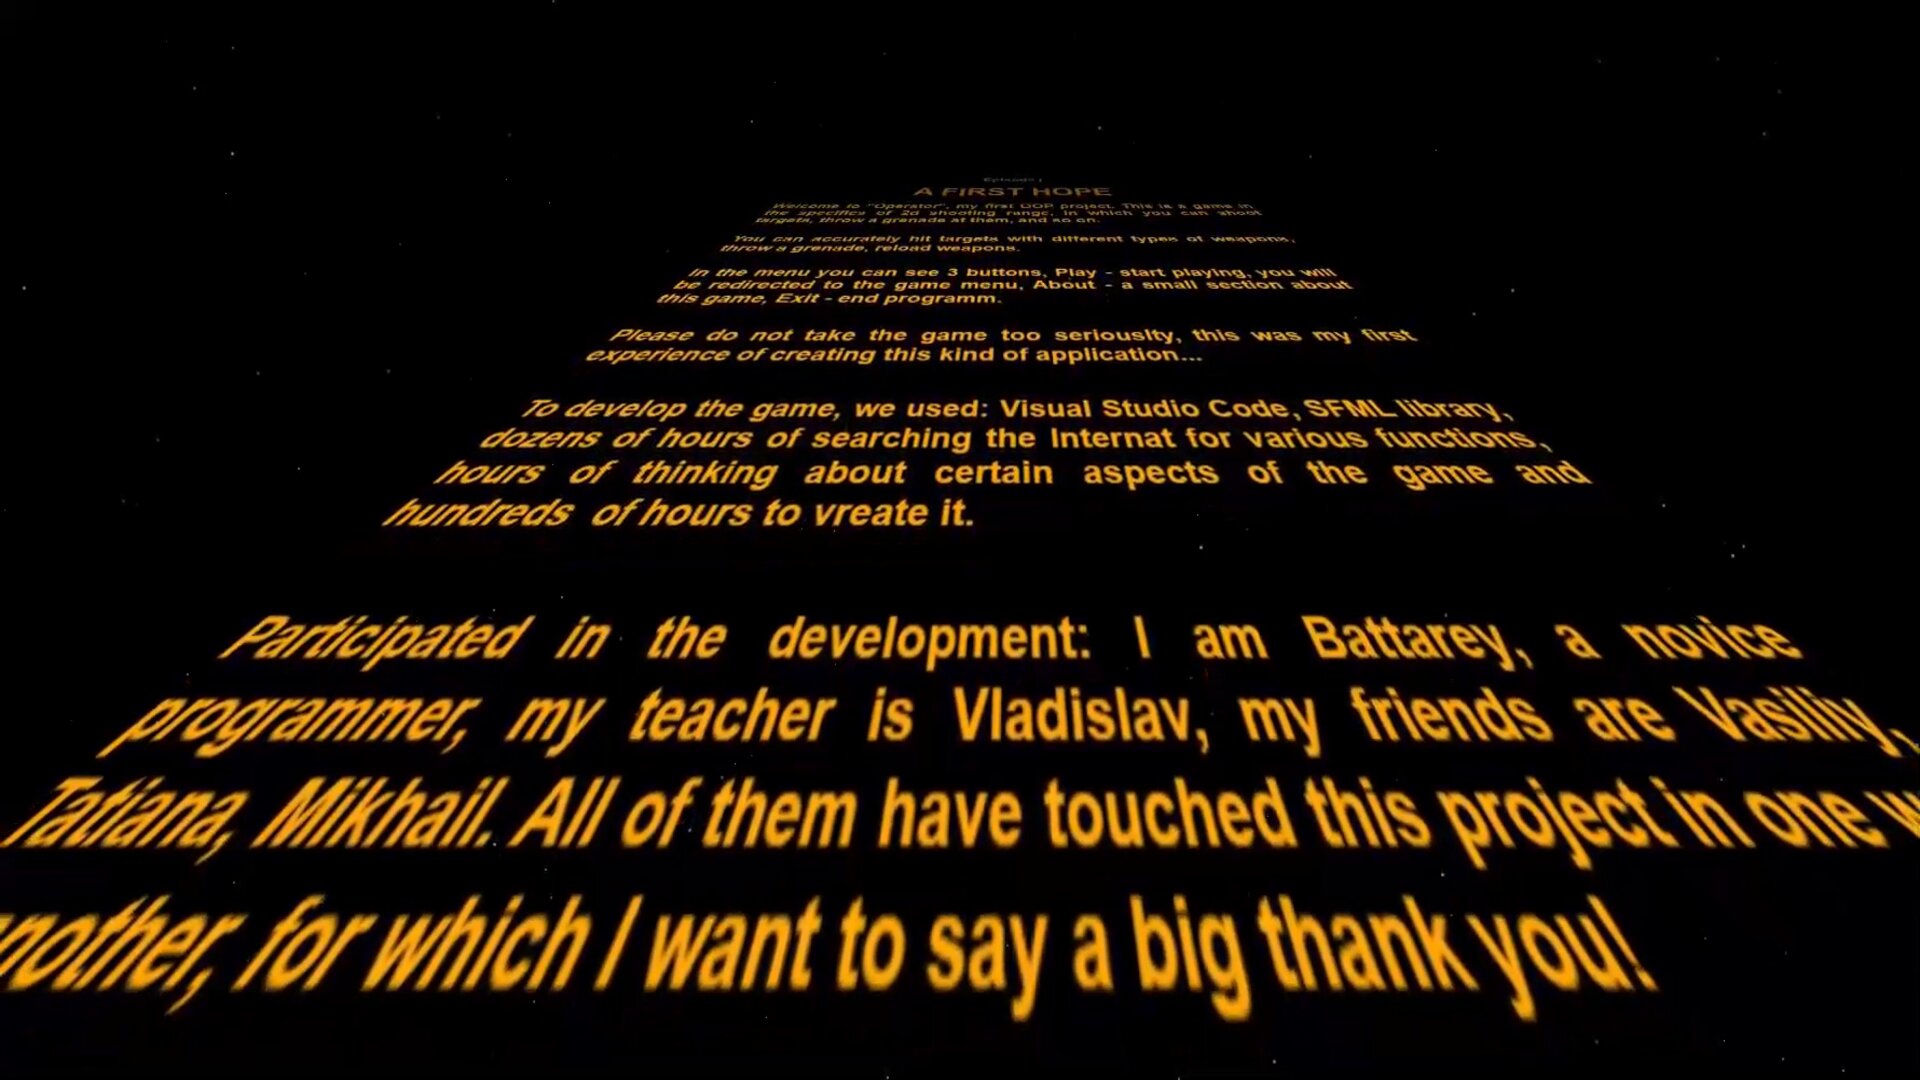 Episode I
A FIRST HOPE
Welcome to "Operator", my first OOP project. This is a game in
the specifics of 2d shooting range, in which you can shoot
targets, throw a grenade at them, and so on.
You can accurately hit targets with different types of weapons,
throw a grenade, reload weapons.
In the menu you can see 3 buttons, Play - start playing, you will
be redirected to the game menu, About - a small section about
this game, Exit - end programm.
Please do not take the game too seriouslty, this was my first
experience of creating this kind of application...
To develop the game, we used: Visual Studio Code, SFML library,
dozens of hours of searching the Internat for various functions,
hours of thinking about certain aspects of the game and
hundreds of hours to vreate it.
Participated in the development: I am Battarey, a novice
programmer, my teacher is Vladislav, my friends are Vasiliy,
Tatiana, Mikhail. All of them have touched this project in one w
nother, for which I want to say a big thank you!